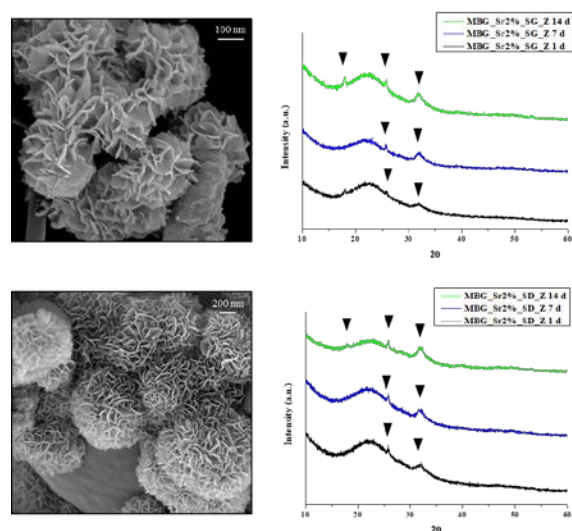 100 nm
MBG_Sr2%_SG_Z 14 d
MBG_Sr2%_SG_Z 7 d
MBG_Sr2%_SG_Z 1 d
Intensity (a.u.)
10 20 30 40 50 60
2θ
200 nm
MBG_Sr2%_SD_Z 14 d
MBG_Sr2%_SD_Z 7 d
MBG_Sr2%_SD_Z 1 d
Intensity (a.u.)
10 20 30 40 50 60
2θ